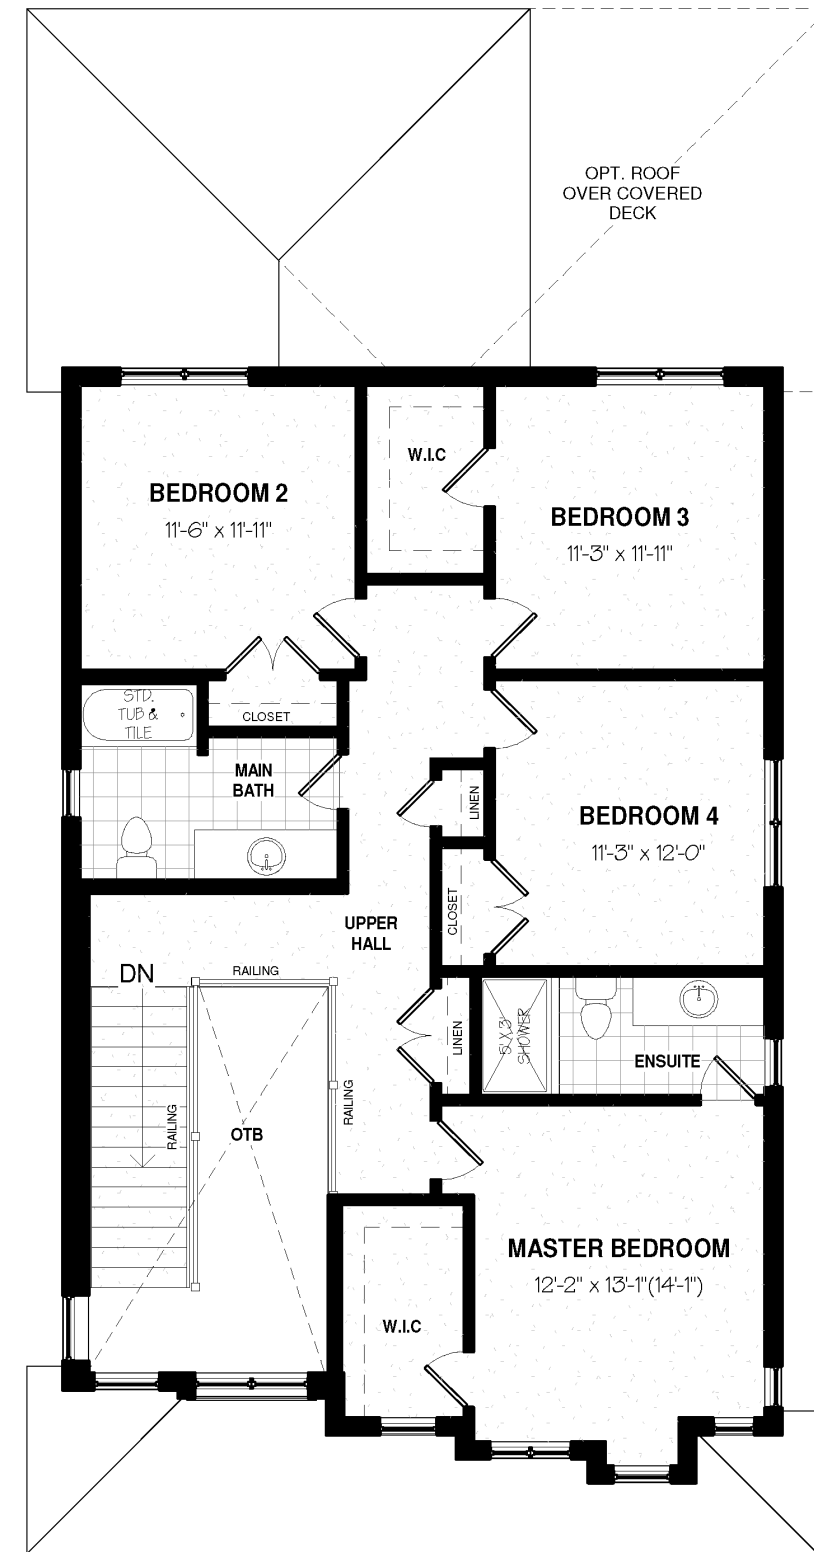 OPT. ROOF
OVER COVERED
DECK
W.I.C
BEDROOM 2
11'-6" x 11'-11"
BEDROOM 3
11'-3" x 11'-11"
STD.
TUB &
TILE
CLOSET
MAIN
BATH
LINEN
BEDROOM 4
11'-3" x 12'-0"
CLOSET
UPPER
HALL
DN
RAILING
5' X 3'
SHOWER
LINEN
ENSUITE
RAILING
RAILING
OTB
MASTER BEDROOM
12'-2" x 13'-1"(14'-1")
W.I.C